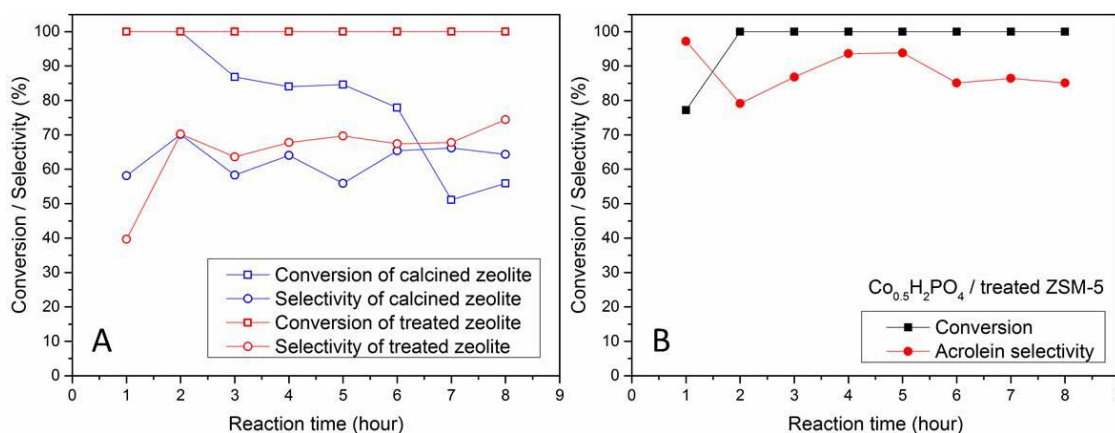 Conversion / Selectivity (%)
100
90
80
70
60
50
40
30
20
10
0
A
Conversion of calcined zeolite
Selectivity of calcined zeolite
Conversion of treated zeolite
Selectivity of treated zeolite
0 1 2 3 4 5 6 7 8 9
Reaction time (hour)
Conversion / Selectivity (%)
100
90
80
70
60
50
40
30
20
10
0
B
Co0.5H2PO4 / treated ZSM-5
Conversion
Acrolein selectivity
0 1 2 3 4 5 6 7 8
Reaction time (hour)